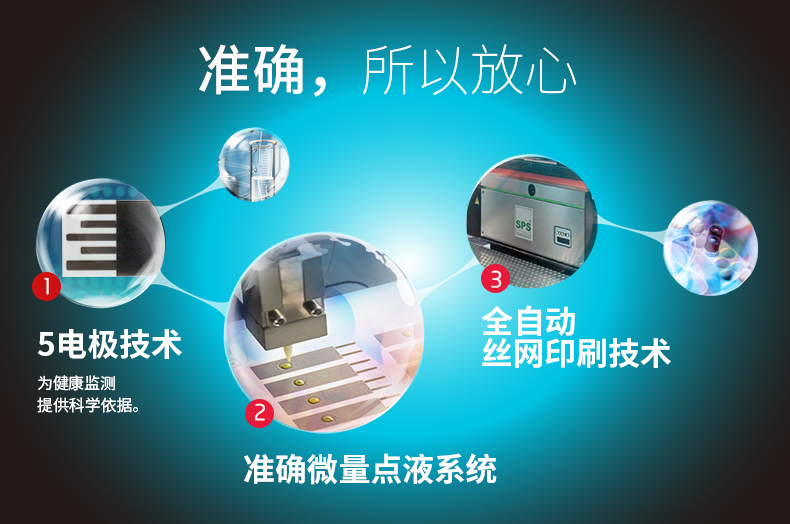 准确，所以放心
1
5电极技术
为健康监测
提供科学依据。
2
准确微量点液系统
SPS
3
全自动
丝网印刷技术